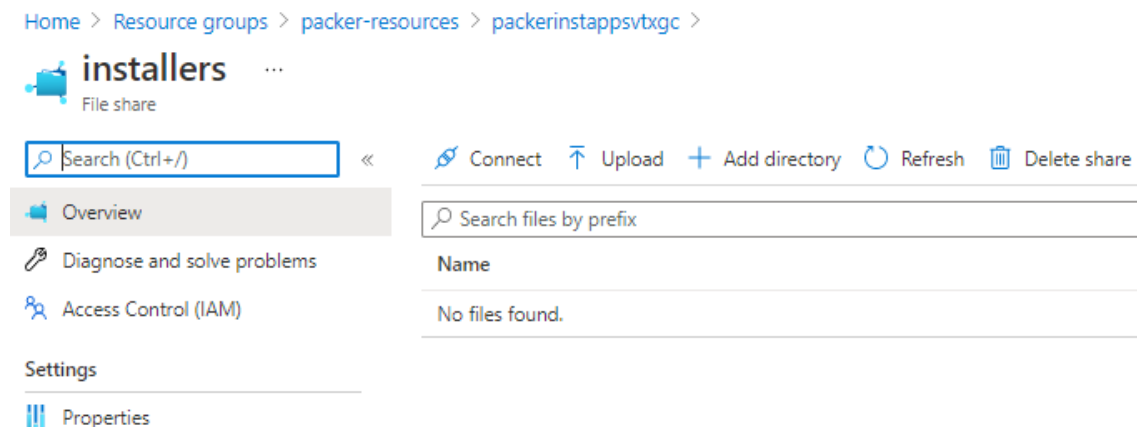 Home > Resource groups > packer-resources > packerinstappsvtxgc >
installers ...
File share
Search (Ctrl+/) «
Connect Upload Add directory Refresh Delete share
Overview
Search files by prefix
Diagnose and solve problems
Name
Access Control (IAM)
No files found.
Settings
Properties